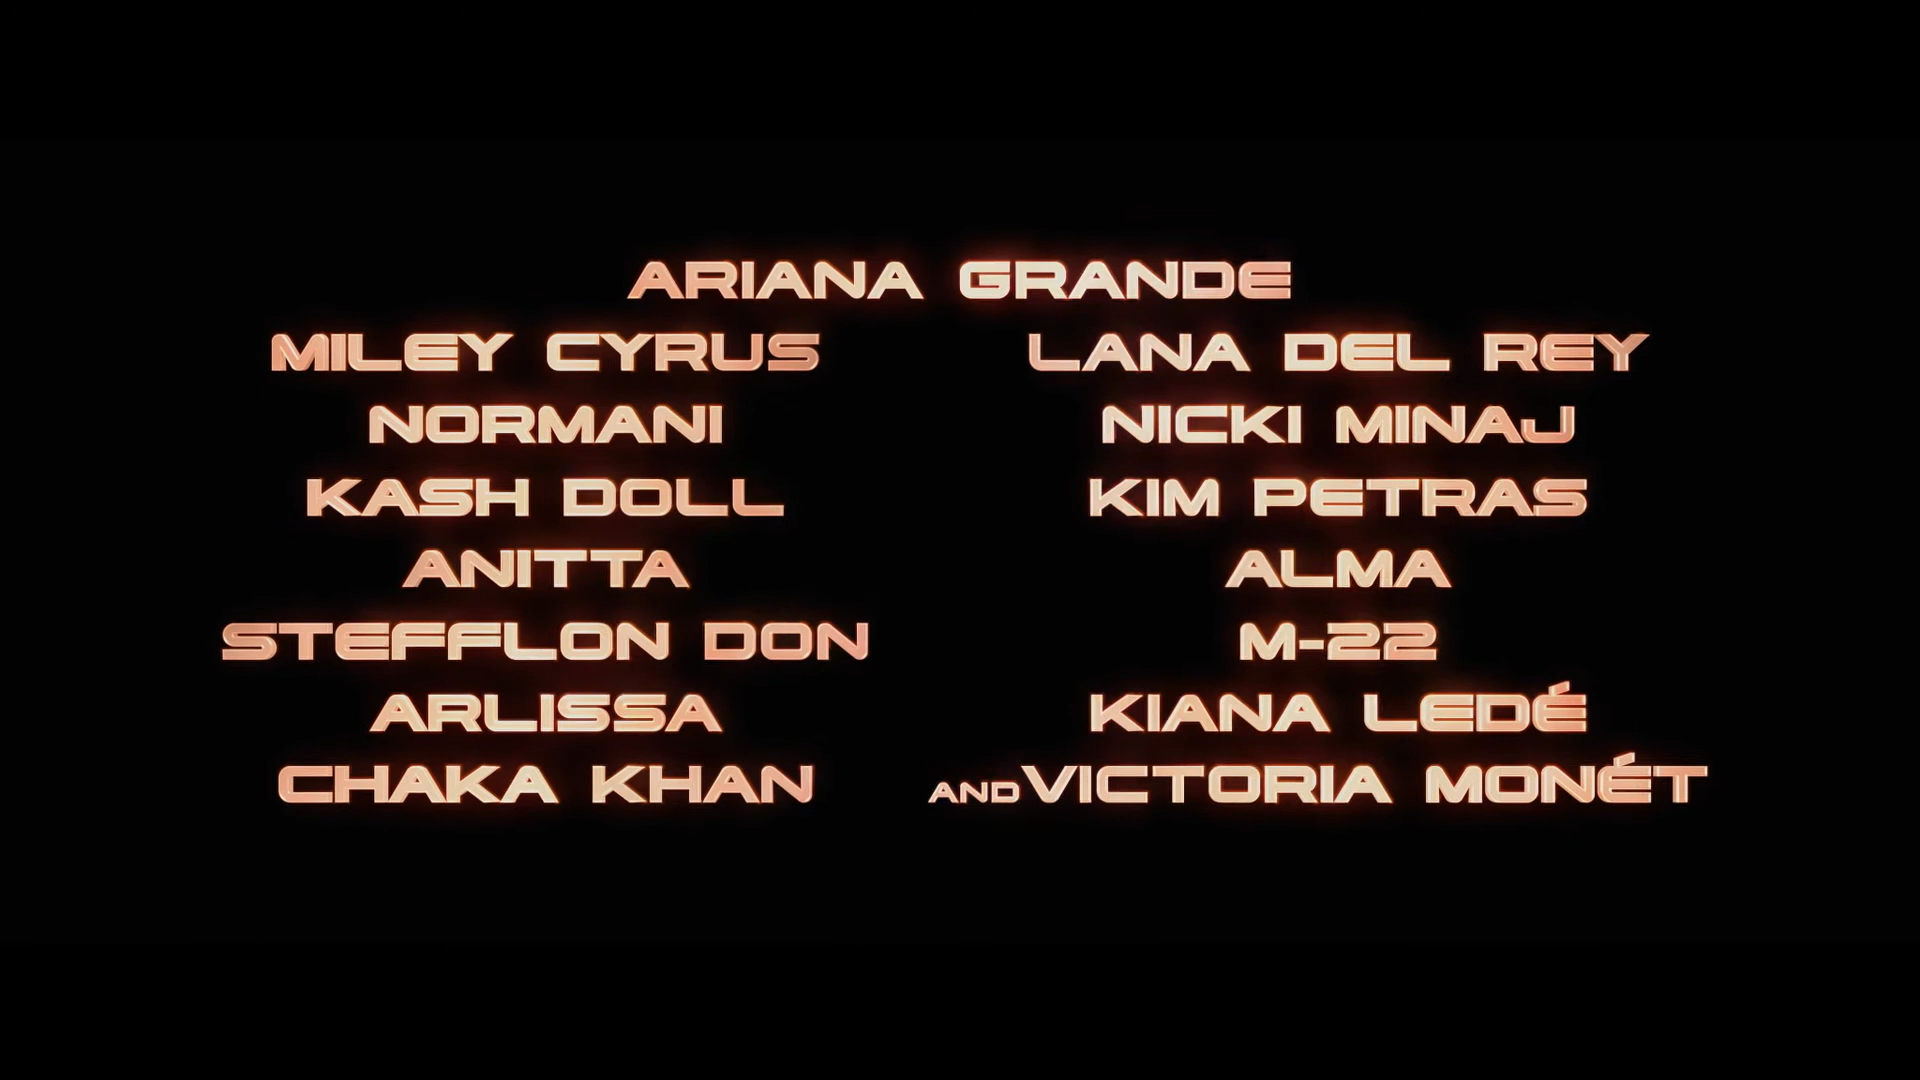 ARIANA GRANDE
MILEY CYRUS LANA DEL REY
NORMANI NICKI MINAJ
KASH DOLL KIM PETRAS
ANITTA ALMA
STEFFLON DON M-22
ARLISSA KIANA LEDÉ
CHAKA KHAN AND VICTORIA MONÉT